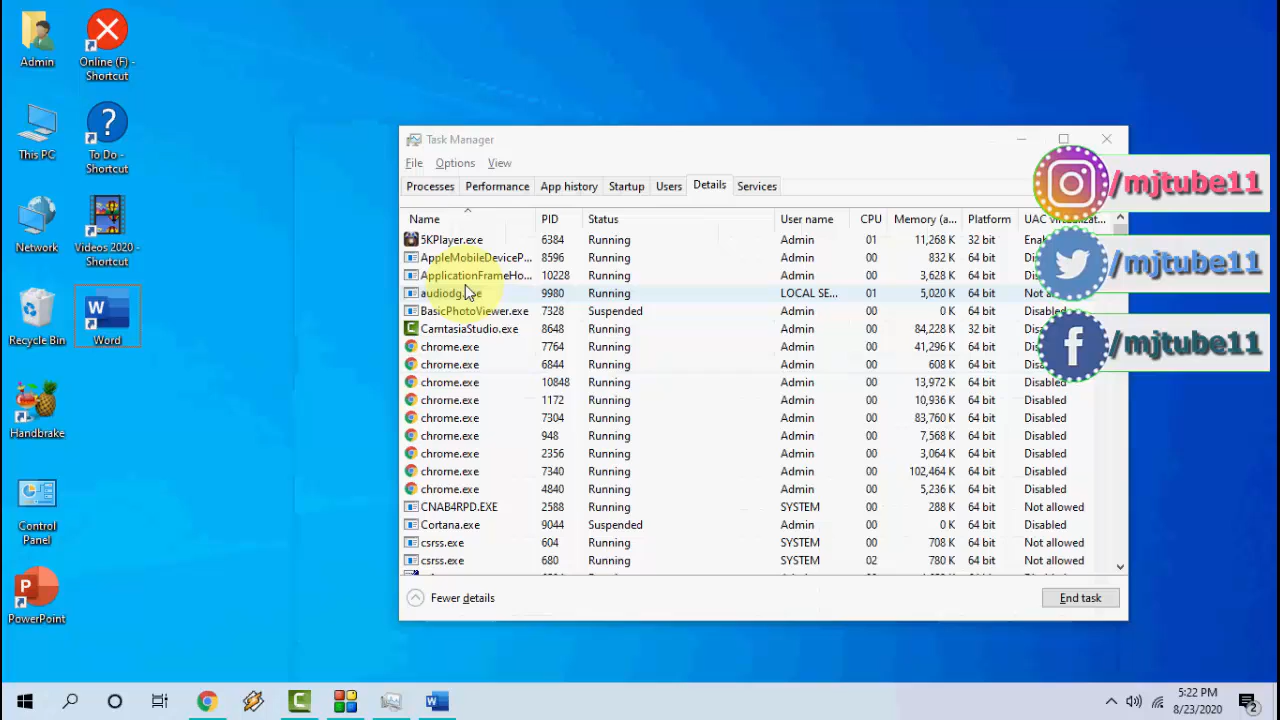 Admin
Online (F) -
Shortcut
This PC
To Do -
Shortcut
Network
Videos 2020 -
Shortcut
Recycle Bin
Word
Handbrake
Control
Panel
PowerPoint
Task Manager
File Options View
Processes Performance App history Startup Users Details Services
Name PID Status User name CPU Memory (a... Platform UAC virtualizat...
5KPlayer.exe 6384 Running Admin 01 11,268 K 32 bit
AppleMobileDeviceP... 8596 Running Admin 00 832 K 64 bit
ApplicationFrameHo... 10228 Running Admin 00 3,628 K 64 bit
9980 Running LOCAL SE... 01 5,020 K 64 bit Not
BasicPhotoViewer.exe 7328 Suspended Admin 00 0 K 64 bit
CamtasiaStudio.exe 8648 Running Admin 00 84,228 K 32 bit
chrome.exe 7764 Running Admin 00 41,296 K 64 bit
chrome.exe 6844 Running Admin 00 608 K 64 bit Disabled
chrome.exe 10848 Running Admin 00 13,972 K 64 bit Disabled
chrome.exe 1172 Running Admin 00 10,936 K 64 bit Disabled
chrome.exe 7304 Running Admin 00 83,760 K 64 bit Disabled
chrome.exe 948 Running Admin 00 7,568 K 64 bit Disabled
chrome.exe 2356 Running Admin 00 3,064 K 64 bit Disabled
chrome.exe 7340 Running Admin 00 102,464 K 64 bit Disabled
chrome.exe 4840 Running Admin 00 5,236 K 64 bit Disabled
CNAB4RPD.EXE 2588 Running SYSTEM 00 288 K 64 bit Not allowed
Cortana.exe 9044 Suspended Admin 00 0 K 64 bit Disabled
csrss.exe 604 Running SYSTEM 00 708 K 64 bit Not allowed
csrss.exe 680 Running SYSTEM 02 780 K 64 bit Not allowed
Fewer details End task
/mjtube11
/mjtube11
/mjtube11
5:22 PM
8/23/2020
2